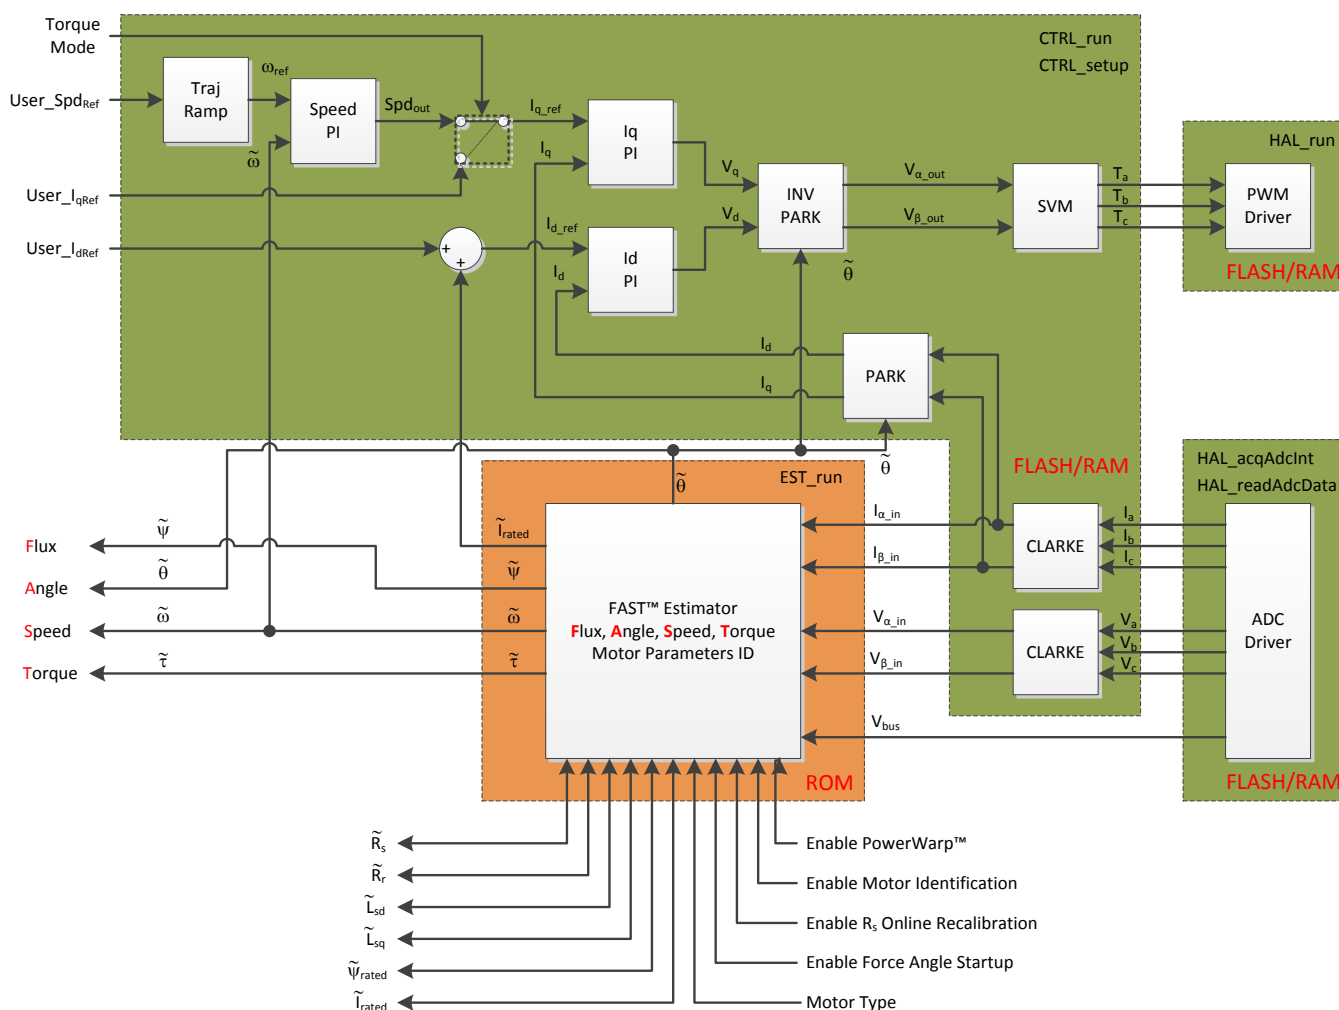 Torque
Mode
CTRL_run
CTRL_setup
User_SpdRef
Traj
Ramp
ωref
Speed
PI
Spdout
ω̃
Iq_ref
Iq
Iq
PI
User_IqRef
User_IdRef
+
+
Id_ref
Id
Id
PI
Vq
Vd
INV
PARK
θ̃
Vα_out
Vβ_out
SVM
Ta
Tb
Tc
HAL_run
PWM
Driver
FLASH/RAM
Id
Iq
PARK
θ̃
FLASH/RAM
EST_run
θ̃
HAL_acqAdcInt
HAL_readAdcData
Flux
ψ̃
Angle
θ̃
Speed
ω̃
Torque
τ̃
Ĩrated
ψ̃
ω̃
τ̃
FAST™ Estimator
Flux, Angle, Speed, Torque
Motor Parameters ID
ROM
Iα_in
Iβ_in
Vα_in
Vβ_in
Vbus
CLARKE
CLARKE
Ia
Ib
Ic
Va
Vb
Vc
ADC
Driver
FLASH/RAM
R̃s
R̃r
L̃sd
L̃sq
ψ̃rated
Ĩrated
Enable PowerWarp™
Enable Motor Identification
Enable Rs Online Recalibration
Enable Force Angle Startup
Motor Type